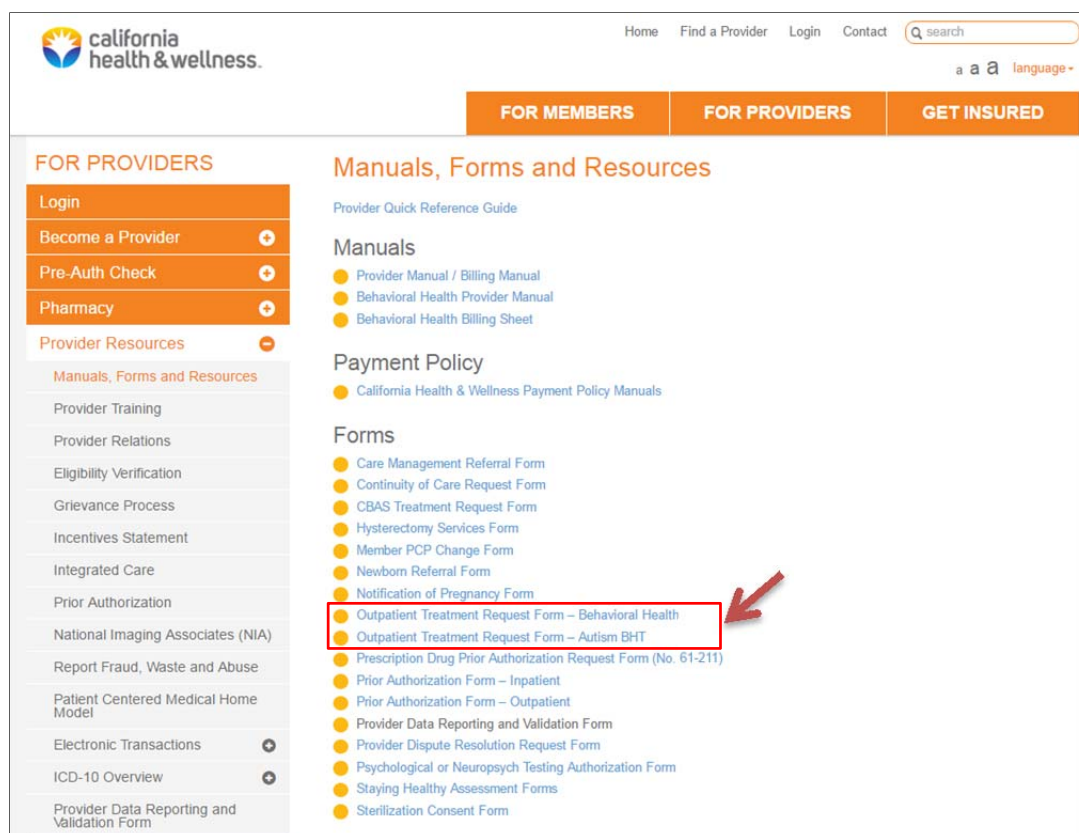 california
health & wellness.
Home Find a Provider Login Contact search
a a a language
FOR MEMBERS FOR PROVIDERS GET INSURED
FOR PROVIDERS
Login
Become a Provider
Pre-Auth Check
Pharmacy
Provider Resources
Manuals, Forms and Resources
Provider Training
Provider Relations
Eligibility Verification
Grievance Process
Incentives Statement
Integrated Care
Prior Authorization
National Imaging Associates (NIA)
Report Fraud, Waste and Abuse
Patient Centered Medical Home
Model
Electronic Transactions
ICD-10 Overview
Provider Data Reporting and
Validation Form
Manuals, Forms and Resources
Provider Quick Reference Guide
Manuals
Provider Manual / Billing Manual
Behavioral Health Provider Manual
Behavioral Health Billing Sheet
Payment Policy
California Health & Wellness Payment Policy Manuals
Forms
Care Management Referral Form
Continuity of Care Request Form
CBAS Treatment Request Form
Hysterectomy Services Form
Member PCP Change Form
Newborn Referral Form
Notification of Pregnancy Form
Outpatient Treatment Request Form – Behavioral Health
Outpatient Treatment Request Form – Autism BHT
Prescription Drug Prior Authorization Request Form (No. 61-211)
Prior Authorization Form – Inpatient
Prior Authorization Form – Outpatient
Provider Data Reporting and Validation Form
Provider Dispute Resolution Request Form
Psychological or Neuropsych Testing Authorization Form
Staying Healthy Assessment Forms
Sterilization Consent Form